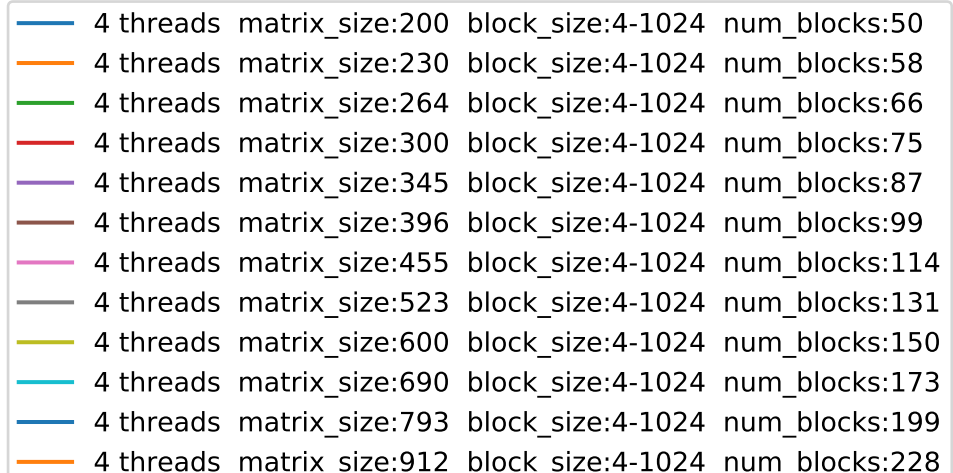 4 threads  matrix_size:200  block_size:4-1024  num_blocks:50
4 threads  matrix_size:230  block_size:4-1024  num_blocks:58
4 threads  matrix_size:264  block_size:4-1024  num_blocks:66
4 threads  matrix_size:300  block_size:4-1024  num_blocks:75
4 threads  matrix_size:345  block_size:4-1024  num_blocks:87
4 threads  matrix_size:396  block_size:4-1024  num_blocks:99
4 threads  matrix_size:455  block_size:4-1024  num_blocks:114
4 threads  matrix_size:523  block_size:4-1024  num_blocks:131
4 threads  matrix_size:600  block_size:4-1024  num_blocks:150
4 threads  matrix_size:690  block_size:4-1024  num_blocks:173
4 threads  matrix_size:793  block_size:4-1024  num_blocks:199
4 threads  matrix_size:912  block_size:4-1024  num_blocks:228